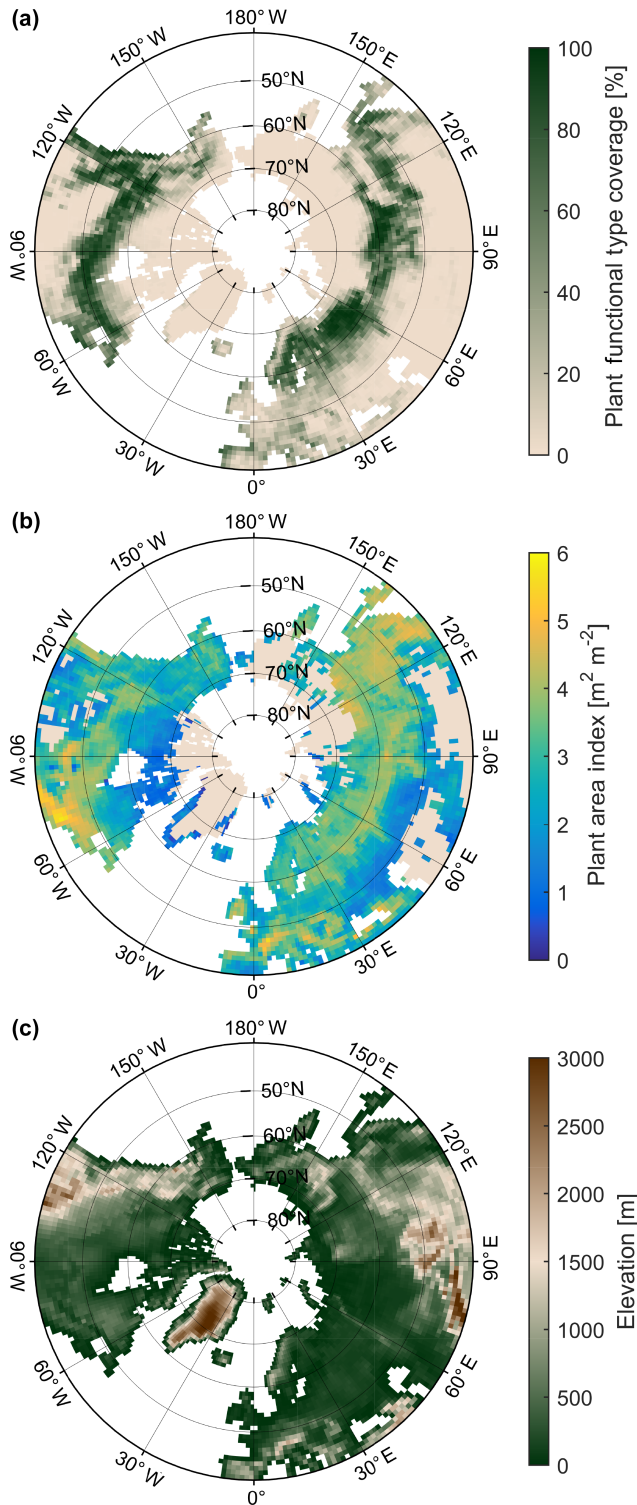 (a)
180° W
150° W
150° E
120° W
120° E
90° W
90° E
60° W
60° E
30° W
30° E
0°
50°N
60°N
70°N
80°N
100
80
60
40
20
0
Plant functional type coverage [%]
(b)
180° W
150° W
150° E
120° W
120° E
90° W
90° E
60° W
60° E
30° W
30° E
0°
50°N
60°N
70°N
80°N
6
5
4
3
2
1
0
Plant area index [m² m⁻²]
(c)
180° W
150° W
150° E
120° W
120° E
90° W
90° E
60° W
60° E
30° W
30° E
0°
50°N
60°N
70°N
80°N
3000
2500
2000
1500
1000
500
0
Elevation [m]